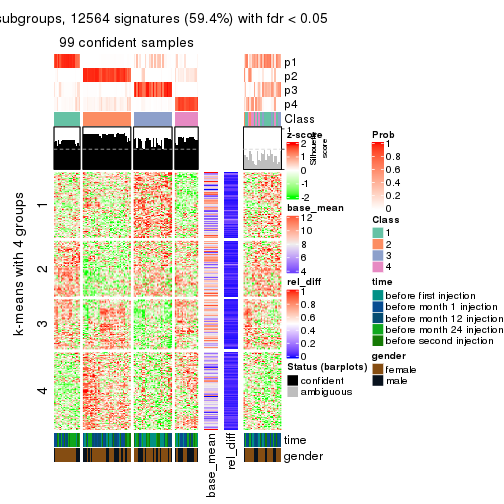 subgroups, 12564 signatures (59.4%) with fdr < 0.05
99 confident samples
p1
p2
p3
p4
Class
1
Silhouette
score
k-means with 4 groups
1
2
3
4
time
gender
base_mean
rel_diff
z-score
2
1
0
-2
base_mean
12
10
8
6
4
rel_diff
1
0.8
0.6
0.4
0.2
0
Status (barplots)
confident
ambiguous
Prob
1
0.8
0.6
0.4
0.2
0
Class
1
2
3
4
time
before first injection
before month 1 injection
before month 12 injection
before month 24 injection
before second injection
gender
female
male